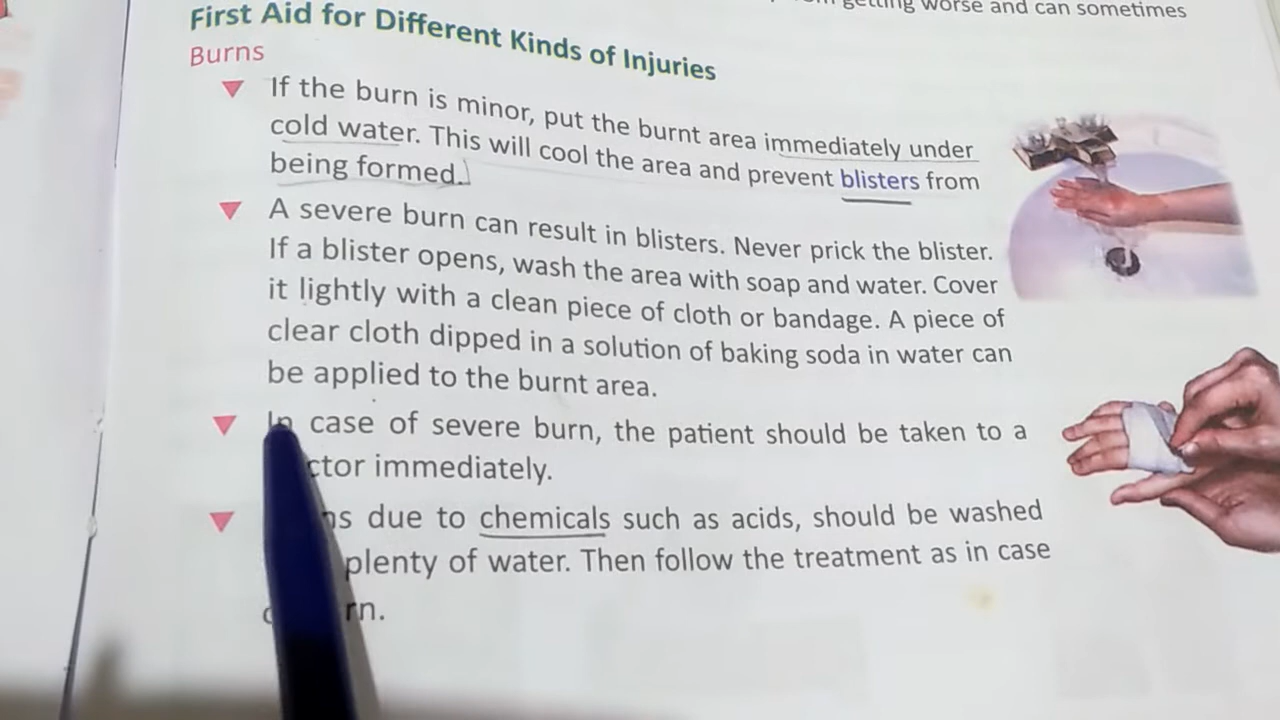 getting worse and can sometimes
First Aid for Different Kinds of Injuries
Burns
If the burn is minor, put the burnt area immediately under
cold water. This will cool the area and prevent blisters from
being formed.
A severe burn can result in blisters. Never prick the blister.
If a blister opens, wash the area with soap and water. Cover
it lightly with a clean piece of cloth or bandage. A piece of
clear cloth dipped in a solution of baking soda in water can
be applied to the burnt area.
In case of severe burn, the patient should be taken to a
ctor immediately.
ns due to chemicals such as acids, should be washed
plenty of water. Then follow the treatment as in case
rn.